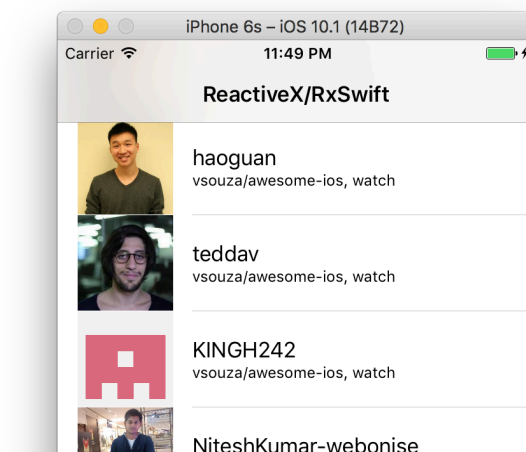 iPhone 6s – iOS 10.1 (14B72)
Carrier 11:49 PM
ReactiveX/RxSwift
haoguan
vsouza/awesome-ios, watch
teddav
vsouza/awesome-ios, watch
KINGH242
vsouza/awesome-ios, watch
NiteshKumar-webonise